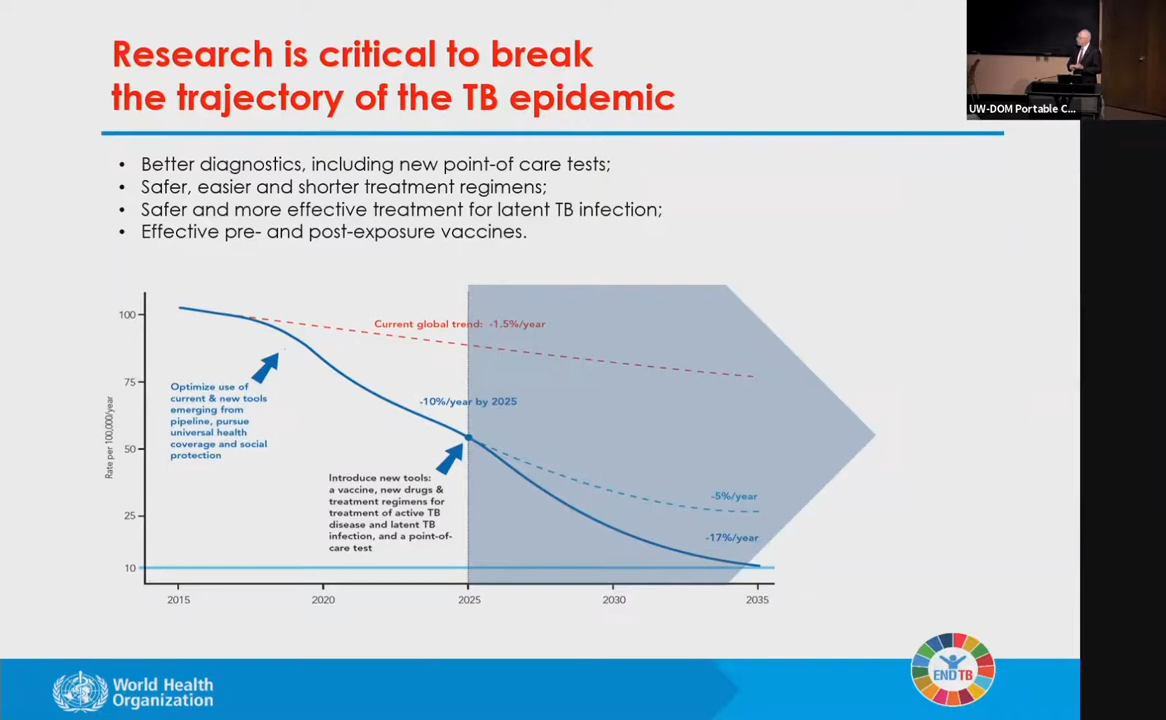 Research is critical to break
the trajectory of the TB epidemic
UW-DOM Portable C...
• Better diagnostics, including new point-of care tests;
• Safer, easier and shorter treatment regimens;
• Safer and more effective treatment for latent TB infection;
• Effective pre- and post-exposure vaccines.
Rate per 100,000/year
100
75
50
25
10
Current global trend: -1.5%/year
Optimize use of
current & new tools
emerging from
pipeline, pursue
universal health
coverage and social
protection
-10%/year by 2025
Introduce new tools:
a vaccine, new drugs &
treatment regimens for
treatment of active TB
disease and latent TB
infection, and a point-of-
care test
-5%/year
-17%/year
2015
2020
2025
2030
2035
World Health
Organization
END TB